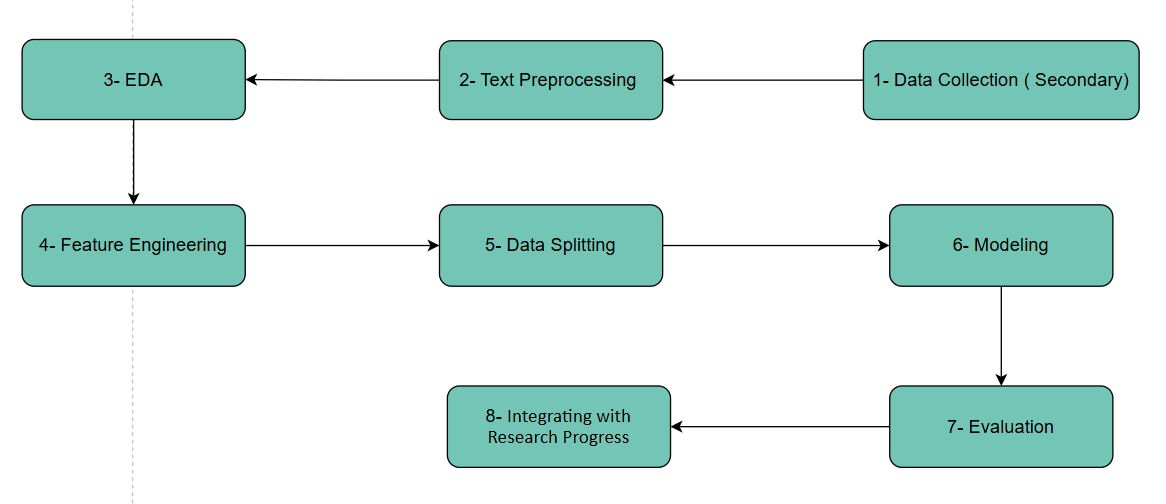 1- Data Collection ( Secondary)
2- Text Preprocessing
3- EDA
4- Feature Engineering
5- Data Splitting
6- Modeling
7- Evaluation
8- Integrating with
Research Progress